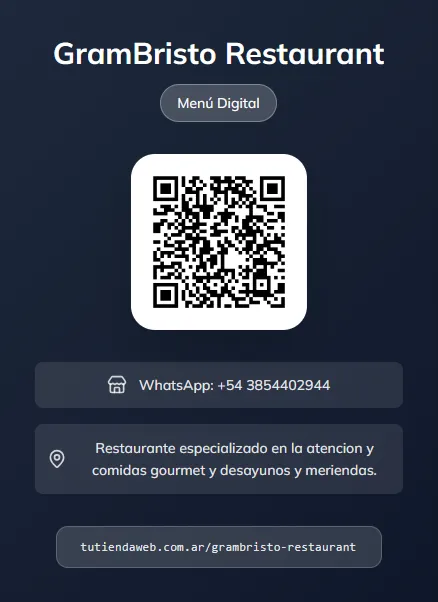 GramBristo Restaurant
Menú Digital
WhatsApp: +54 3854402944
Restaurante especializado en la atencion y
comidas gourmet y desayunos y meriendas.
tutiendaweb.com.ar/grambristo-restaurant